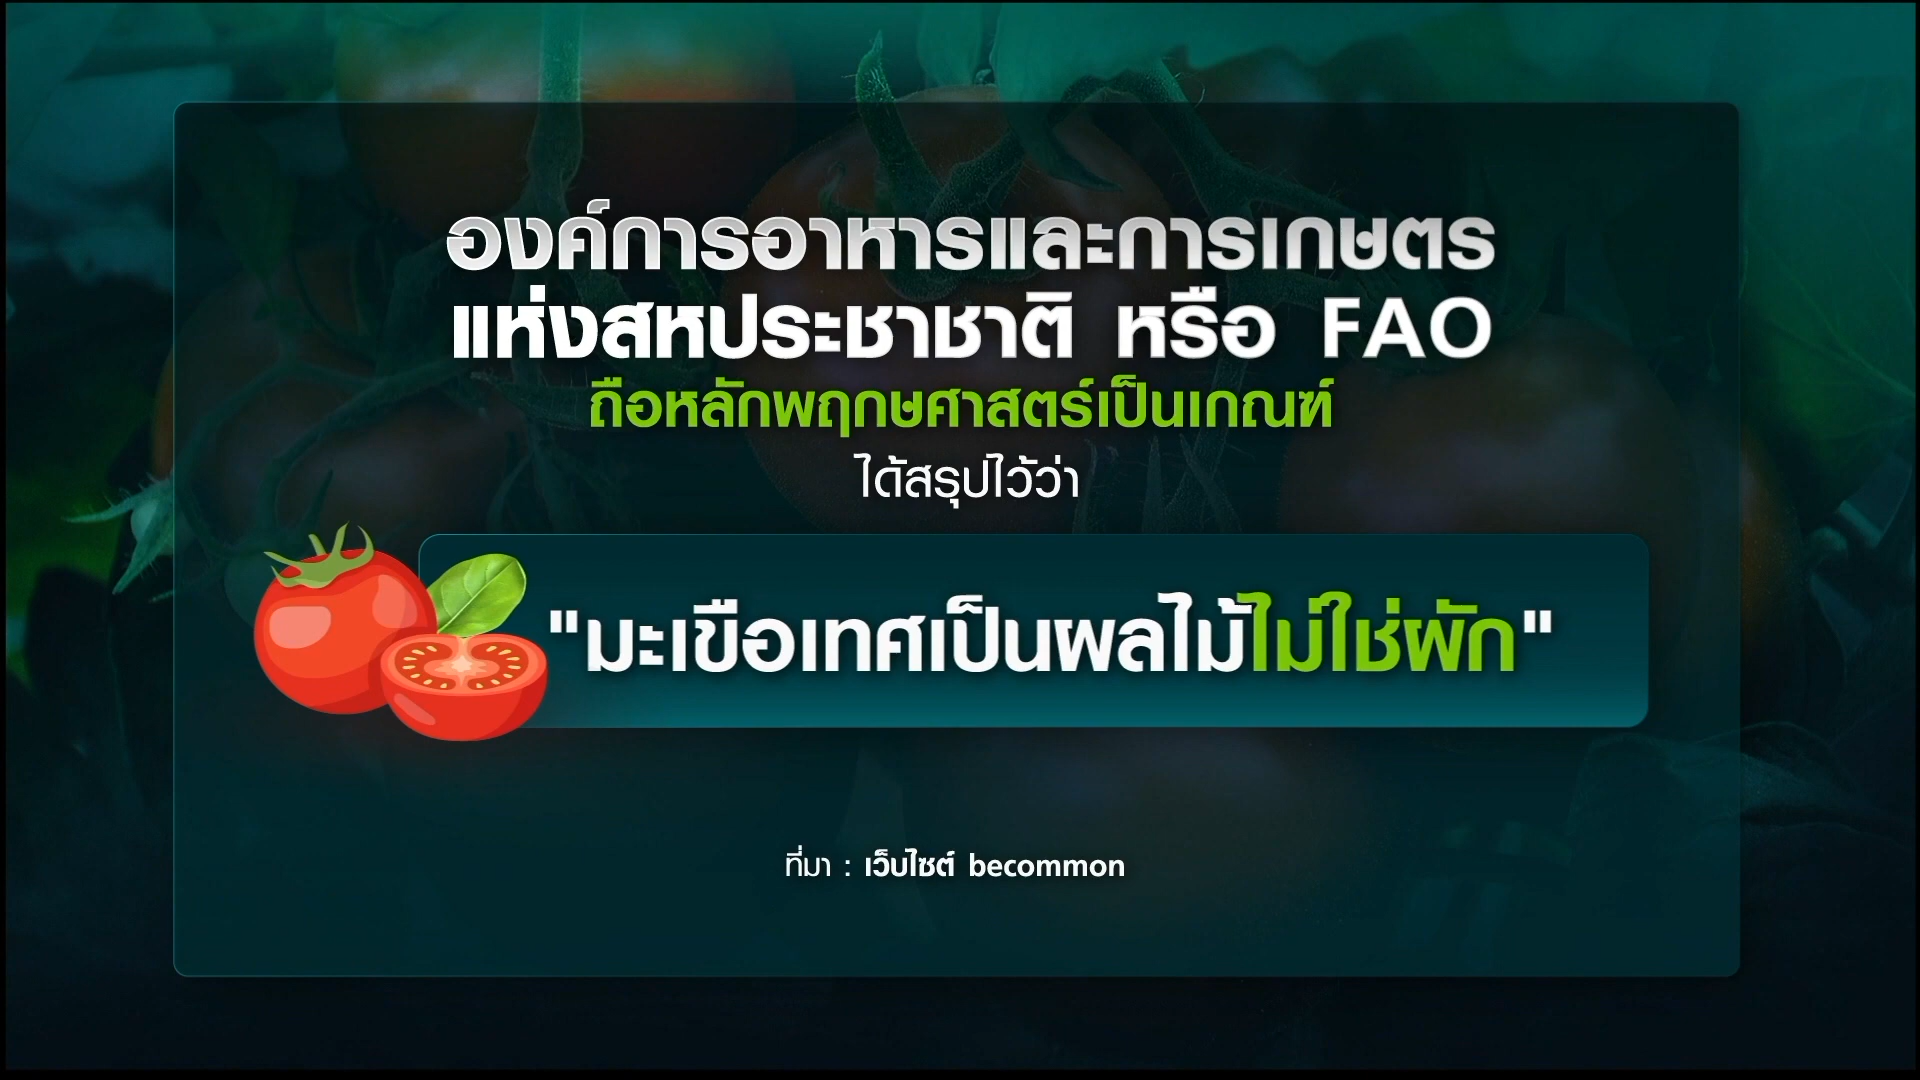 องค์การอาหารและการเกษตร
แห่งสหประชาชาติ หรือ FAO
ถือหลักพฤกษศาสตร์เป็นเกณฑ์
ได้สรุปไว้ว่า
"มะเขือเทศเป็นผลไม้ไม่ใช่ผัก"
ที่มา : เว็บไซต์ becommon